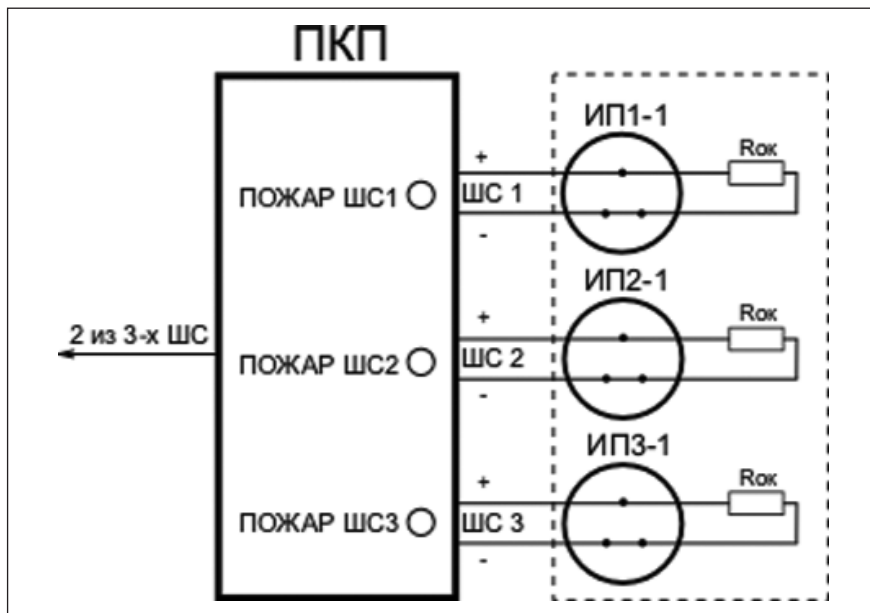 ПКП
ИП1-1
+
Rок
ПОЖАР ШС1
ШС 1
-
ИП2-1
+
Rок
2 из 3-х ШС
ПОЖАР ШС2
ШС 2
-
ИП3-1
+
Rок
ПОЖАР ШС3
ШС 3
-